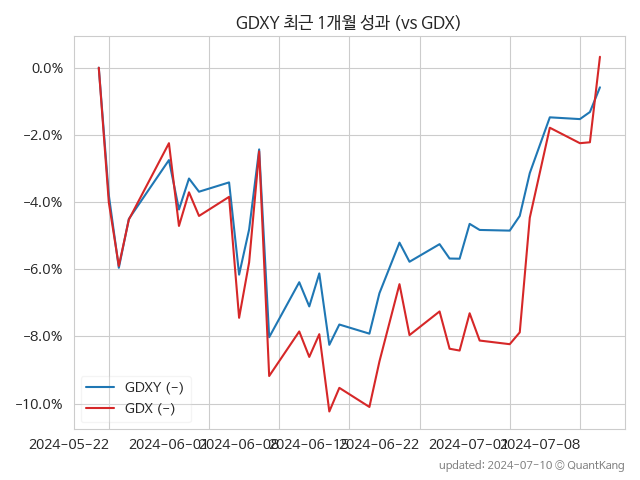 GDXY 최근 1개월 성과 (vs GDX)
0.0%
−2.0%
−4.0%
−6.0%
−8.0%
−10.0%
GDXY (-)
GDX (-)
2024-05-22 2024-06-01 2024-06-08 2024-06-15 2024-06-22 2024-07-01 2024-07-08
updated: 2024-07-10 © QuantKang